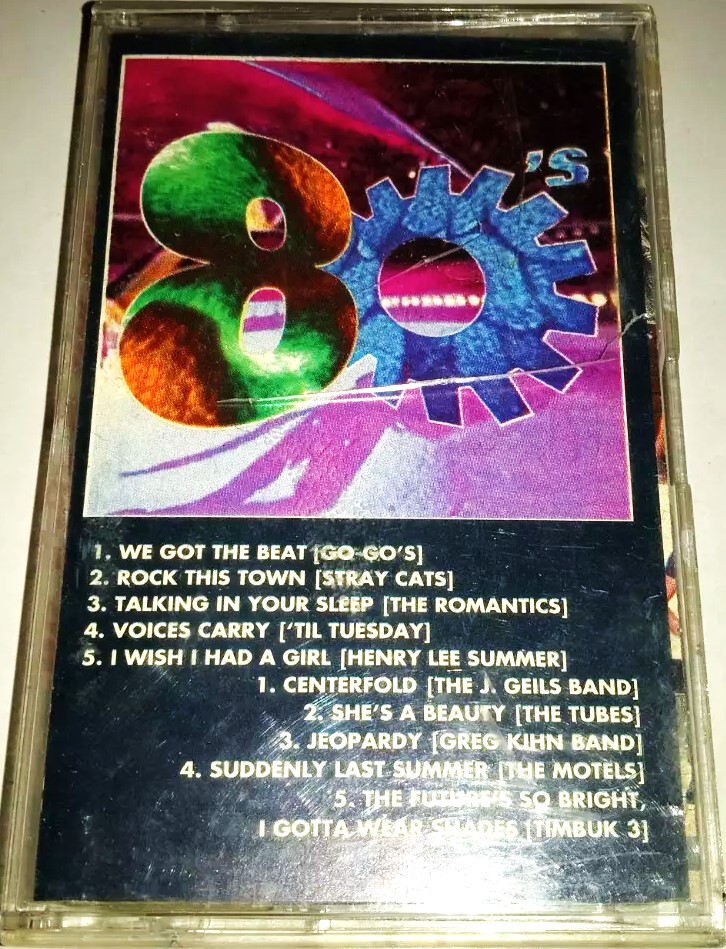 80's
1. WE GOT THE BEAT [GO-GO'S]
2. ROCK THIS TOWN [STRAY CATS]
3. TALKING IN YOUR SLEEP [THE ROMANTICS]
4. VOICES CARRY ['TIL TUESDAY]
5. I WISH I HAD A GIRL [HENRY LEE SUMMER]
1. CENTERFOLD [THE J. GEILS BAND]
2. SHE'S A BEAUTY [THE TUBES]
3. JEOPARDY [GREG KIHN BAND]
4. SUDDENLY LAST SUMMER [THE MOTELS]
5. THE FUTURE'S SO BRIGHT,
I GOTTA WEAR SHADES [TIMBUK 3]